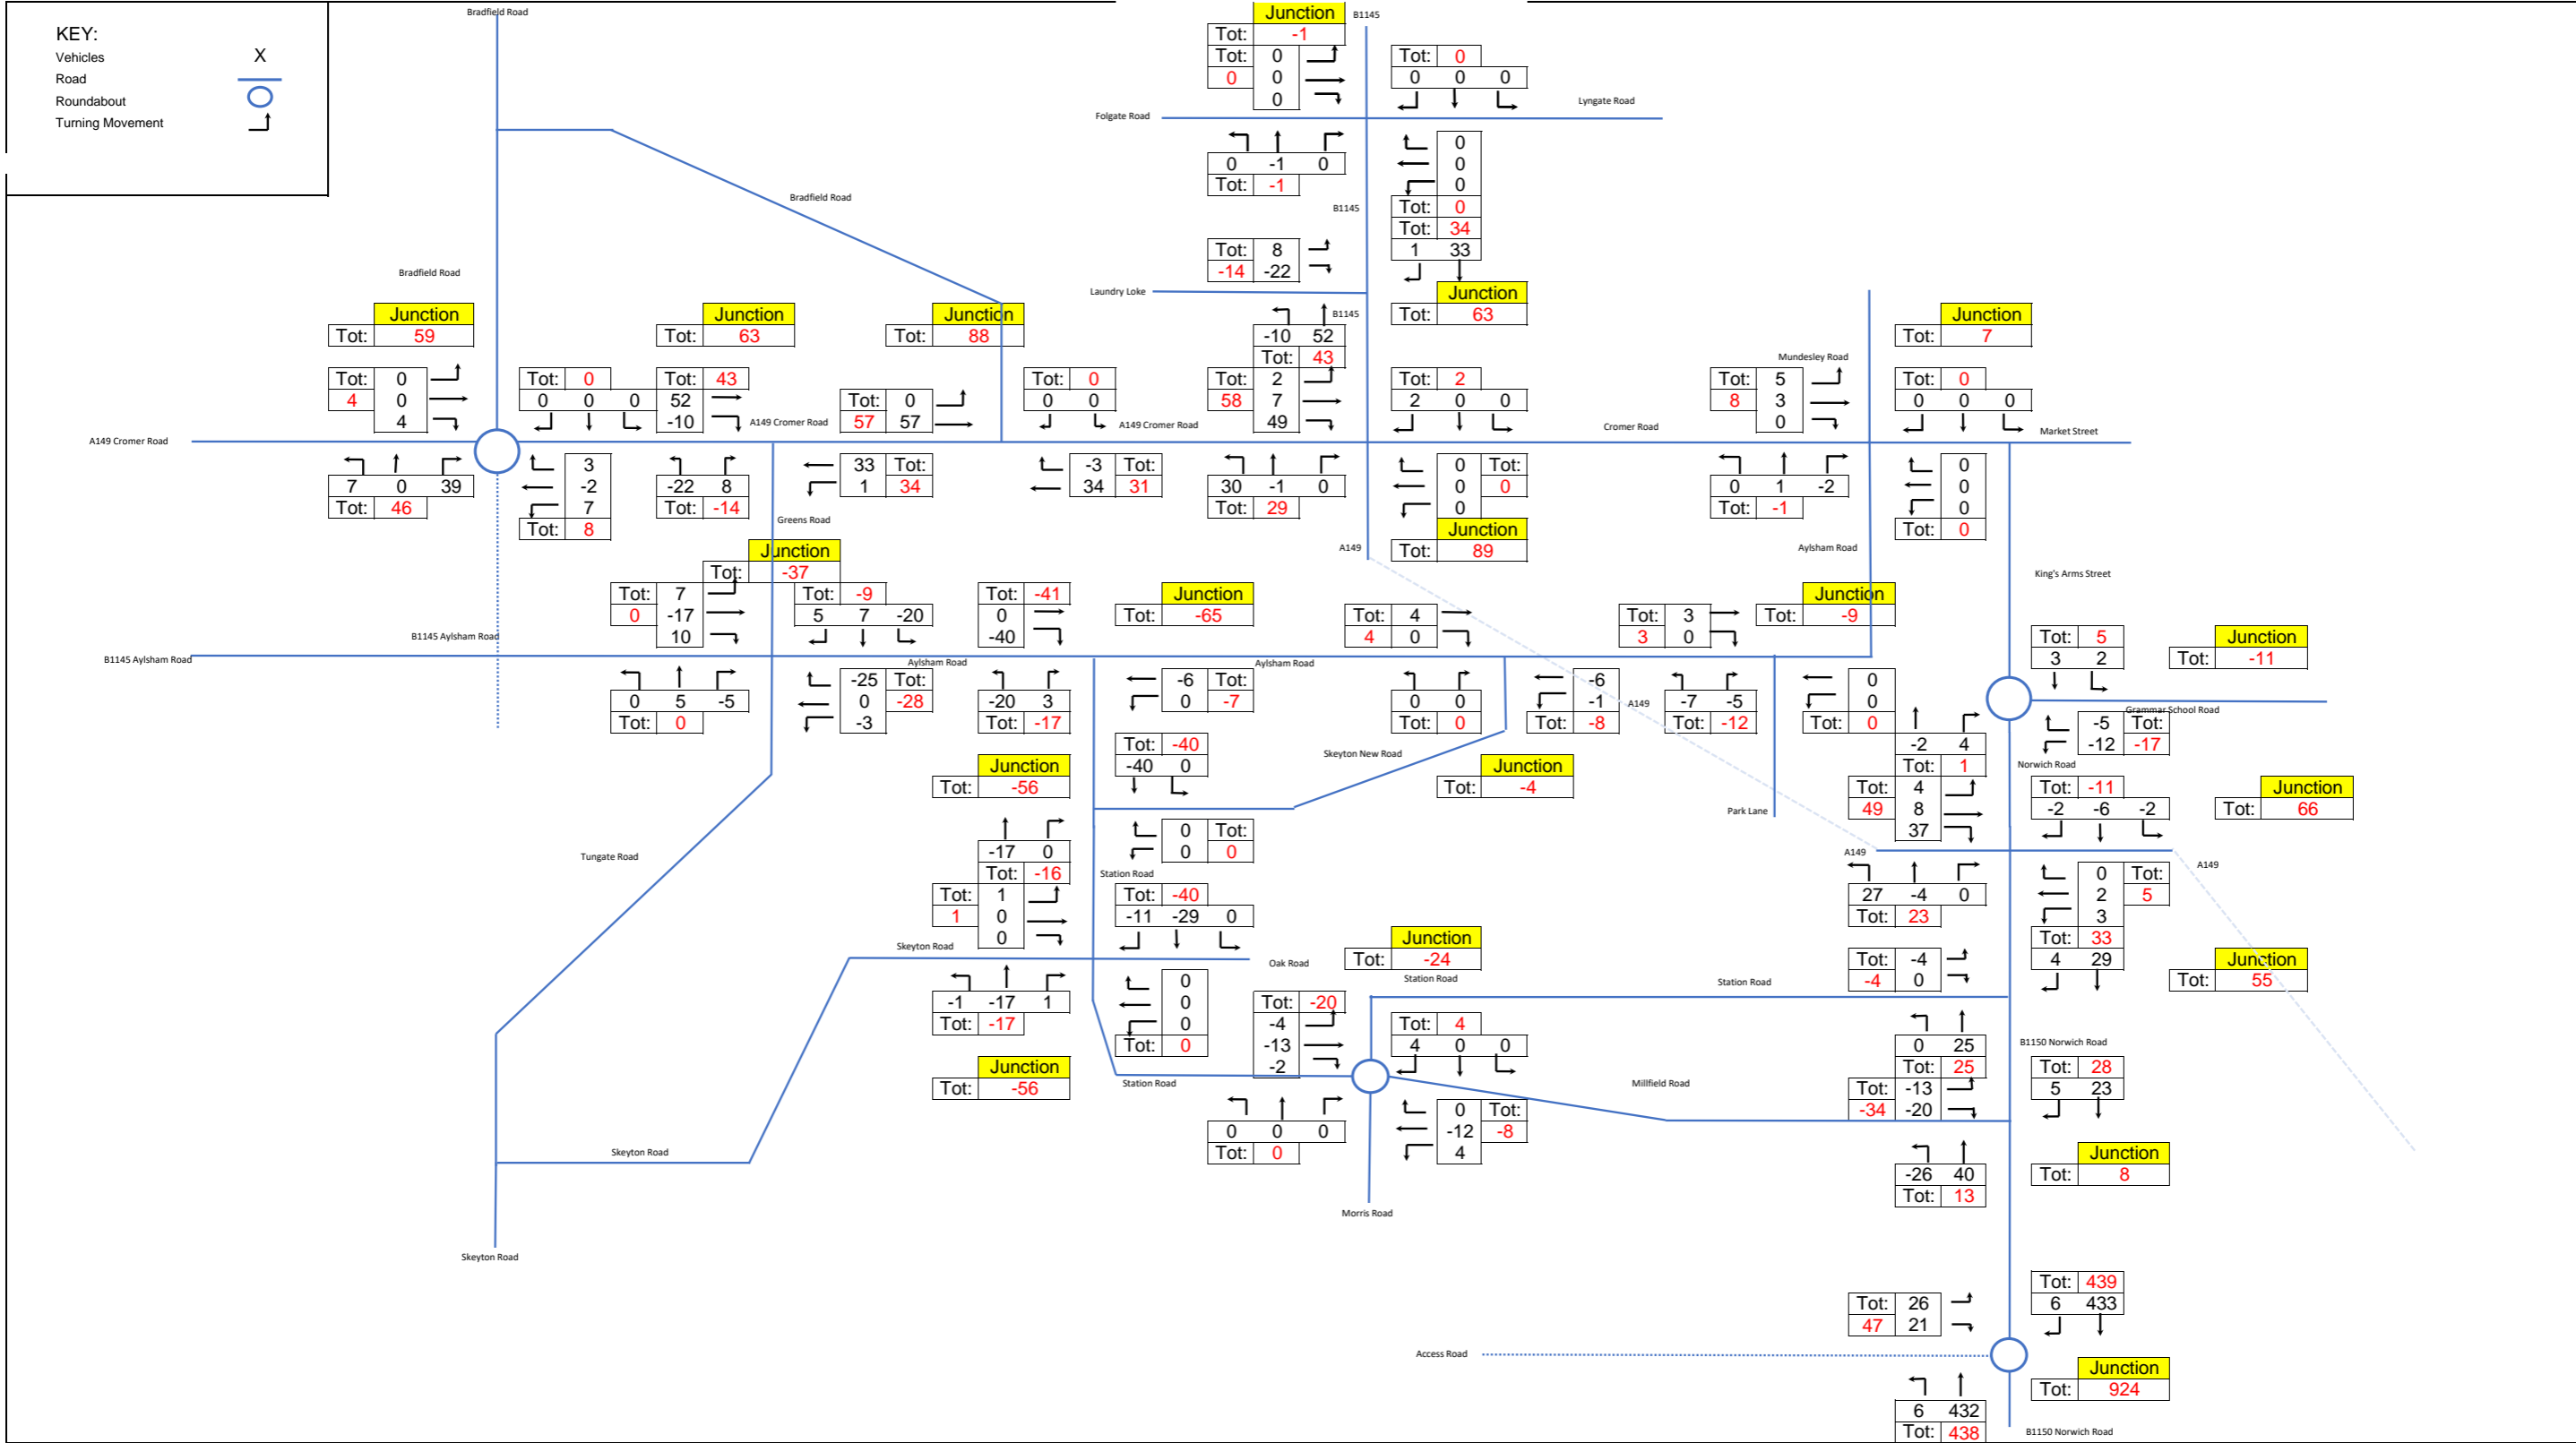 Bradfield Road
Junction
B1145
KEY:
Tot: -1
Vehicles X
Tot: 0
Tot: 0
Road
0 0
0 0 0
Roundabout
0
Lyngate Road
Turning Movement
Folgate Road
0
0
0 -1 0
0
Tot: -1
Tot: 0
Bradfield Road
B1145
Tot: 34
1 33
Tot: 8
-14 -22
Bradfield Road
Laundry Loke
Junction
Tot: 63
Junction
Tot: 59
Junction
Tot: 63
Junction
Tot: 88
B1145
-10 52
Tot: 43
Junction
Tot: 7
Mundesley Road
Tot: 0
4 0
4
Tot: 0
0 0 0
Tot: 43
52
-10
A149 Cromer Road
Tot: 0
57 57
Tot: 0
0 0
A149 Cromer Road
Tot: 2
58 7
49
Tot: 2
2 0 0
Cromer Road
Tot: 5
8 3
0
Tot: 0
0 0 0
Market Street
A149 Cromer Road
7 0 39
Tot: 46
3
-2
7
Tot: 8
-22 8
Tot: -14
33 Tot:
1 34
-3 Tot:
34 31
30 -1 0
Tot: 29
0 Tot:
0 0
0
Junction
Tot: 89
0 1 -2
Tot: -1
0
0
0
Tot: 0
Greens Road
A149
Aylsham Road
King's Arms Street
Junction
Tot: -37
Tot: 7
0 -17
10
Tot: -9
5 7 -20
Tot: -41
0
-40
Junction
Tot: -65
Tot: 4
4 0
Tot: 3
3 0
Junction
Tot: -9
Tot: 5
3 2
Junction
Tot: -11
B1145 Aylsham Road
B1145 Aylsham Road
Aylsham Road
Aylsham Road
0 5 -5
Tot: 0
-25 Tot:
0 -28
-3
-20 3
Tot: -17
-6 Tot:
0 -7
0 0
Tot: 0
-6
-1
Tot: -8
A149
-7 -5
Tot: -12
0
0
Tot: 0
Grammar School Road
-2 4
Tot: 1
-5 Tot:
-12 -17
Norwich Road
Tot: -40
-40 0
Skeyton New Road
Junction
Tot: -56
Junction
Tot: -4
Park Lane
Tot: 4
49 8
37
Tot: -11
-2 -6 -2
Junction
Tot: 66
Tungate Road
-17 0
Tot: -16
0 Tot:
0 0
A149
A149
Station Road
Tot: 1
1 0
0
Tot: -40
-11 -29 0
27 -4 0
Tot: 23
0 Tot:
2 5
3
Skeyton Road
Oak Road
Junction
Tot: -24
Station Road
Station Road
Tot: -4
-4 0
Tot: 33
4 29
Junction
Tot: 55
-1 -17 1
Tot: -17
0
0
0
Tot: 0
Tot: -20
-4
-13
-2
Tot: 4
4 0 0
0 25
Tot: 25
B1150 Norwich Road
Junction
Tot: -56
Station Road
Millfield Road
Tot: -13
-34 -20
Tot: 28
5 23
0 0 0
Tot: 0
0 Tot:
-12 -8
4
Skeyton Road
-26 40
Tot: 13
Junction
Tot: 8
Morris Road
Skeyton Road
Tot: 26
47 21
Tot: 439
6 433
Access Road
Junction
Tot: 924
6 432
Tot: 438
B1150 Norwich Road